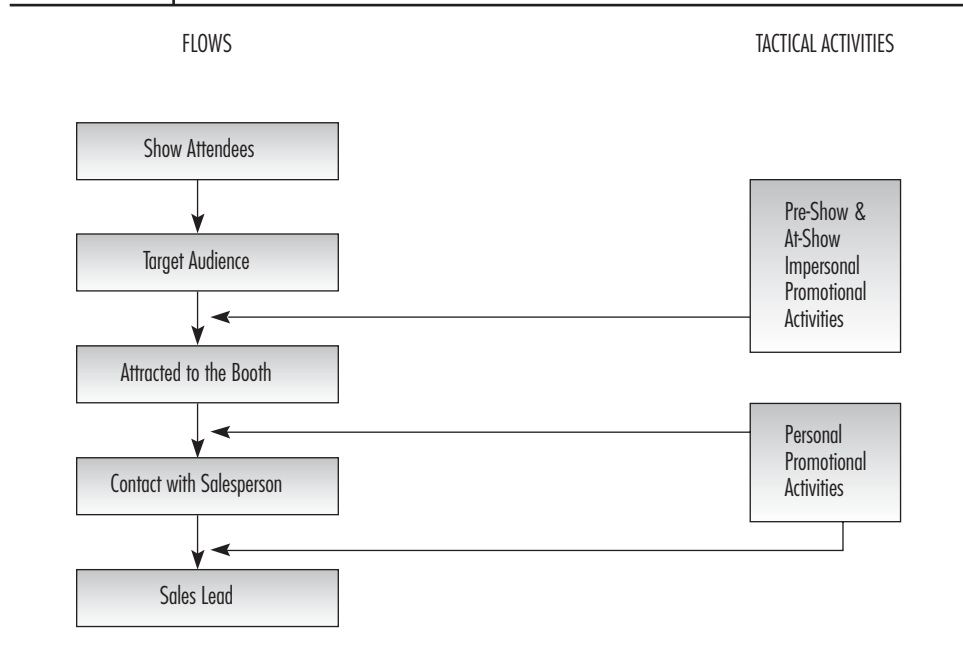 FLOWS
TACTICAL ACTIVITIES
Show Attendees
Target Audience
Attracted to the Booth
Contact with Salesperson
Sales Lead
Pre-Show &
At-Show
Impersonal
Promotional
Activities
Personal
Promotional
Activities